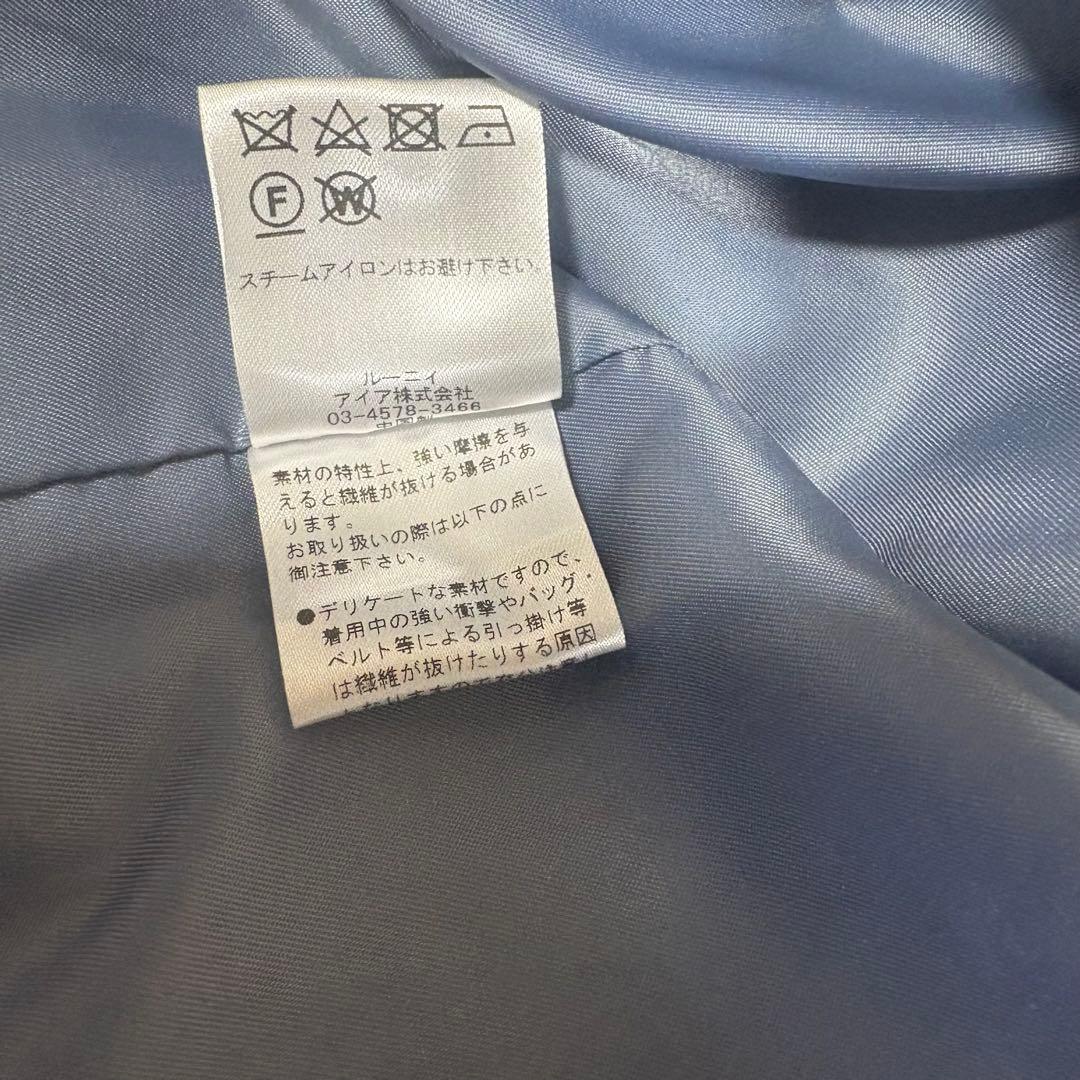 F
W
スチームアイロンはお避け下さい。
ルーニィ
アイア株式会社
03-4578-3466
中国製
素材の特性上、強い摩擦を与
えると繊維が抜ける場合があ
ります。
お取り扱いの際は以下の点に
御注意下さい。
●デリケートな素材ですので、
着用中の強い衝撃やバッグ・
ベルト等による引っ掛け等
は繊維が抜けたりする原因